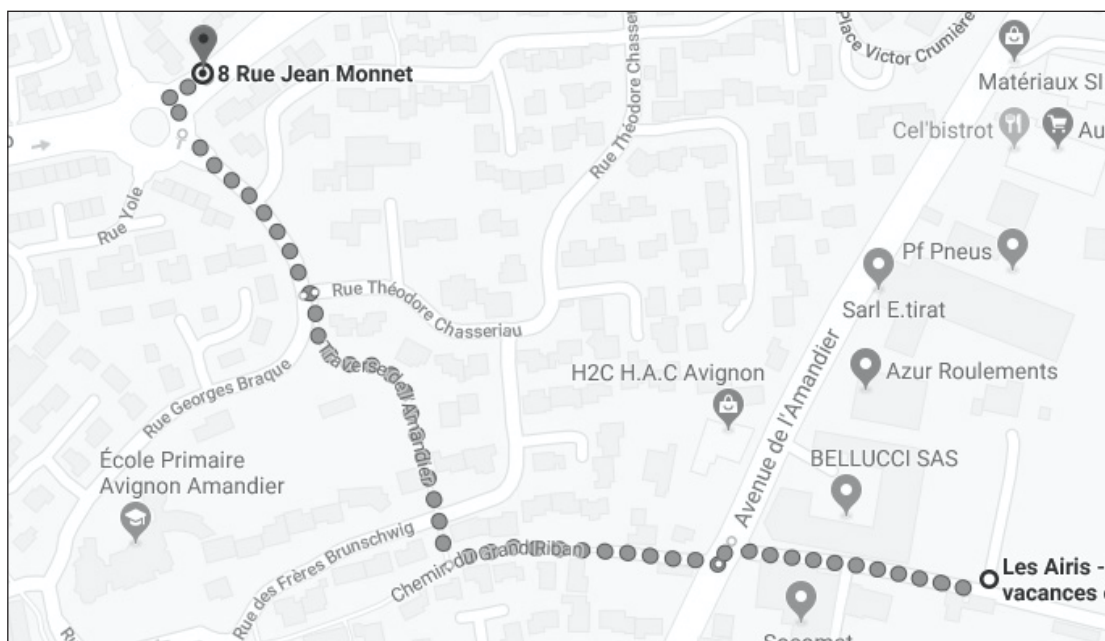 Place Victor Crumière
Matériaux SI
8 Rue Jean Monnet
Rue Théodore Chasseriau
Cel'bistrot
Au
Rue Yole
Pf Pneus
Rue Théodore Chasseriau
Sarl E.tirat
Traverse de l'Amandier
H2C H.A.C Avignon
Azur Roulements
Rue Georges Braque
Avenue de l'Amandier
École Primaire
Avignon Amandier
BELLUCCI SAS
Rue des Frères Brunschwig
Chemin du Grand Riban
Les Airis -
vacances